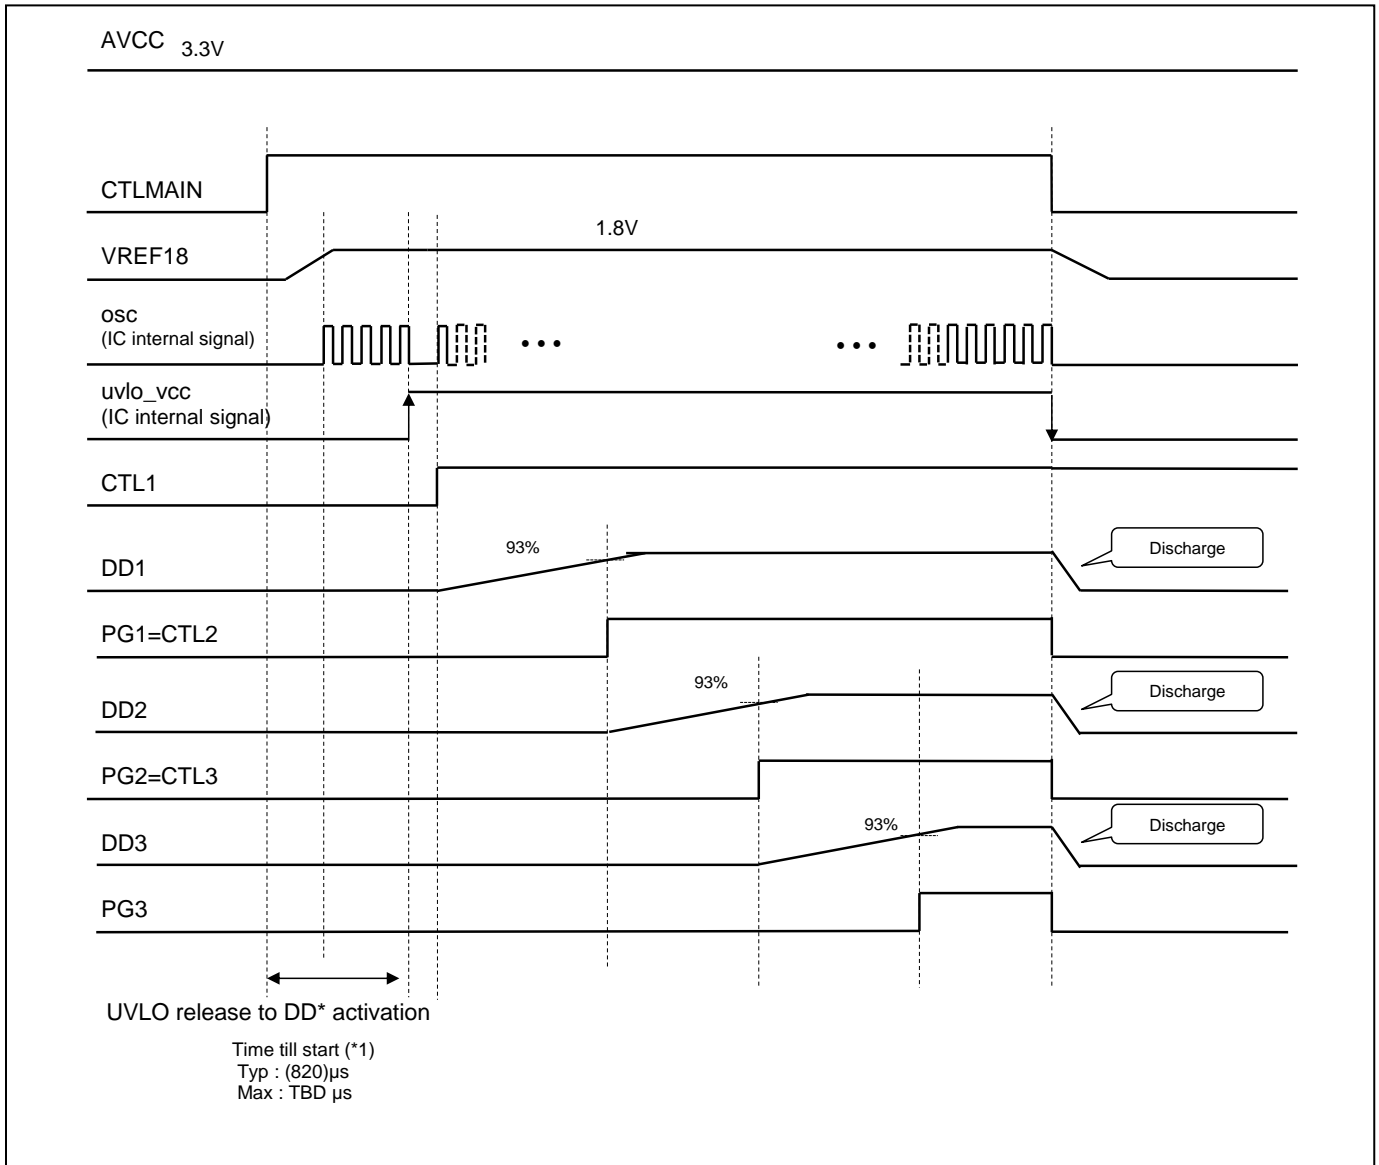 AVCC 3.3V
CTLMAIN
1.8V
VREF18
osc
(IC internal signal)
• • •
• • •
uvlo_vcc
(IC internal signal)
CTL1
93%
Discharge
DD1
PG1=CTL2
93%
Discharge
DD2
PG2=CTL3
93%
Discharge
DD3
PG3
UVLO release to DD* activation
Time till start (*1)
Typ : (820)µs
Max : TBD µs